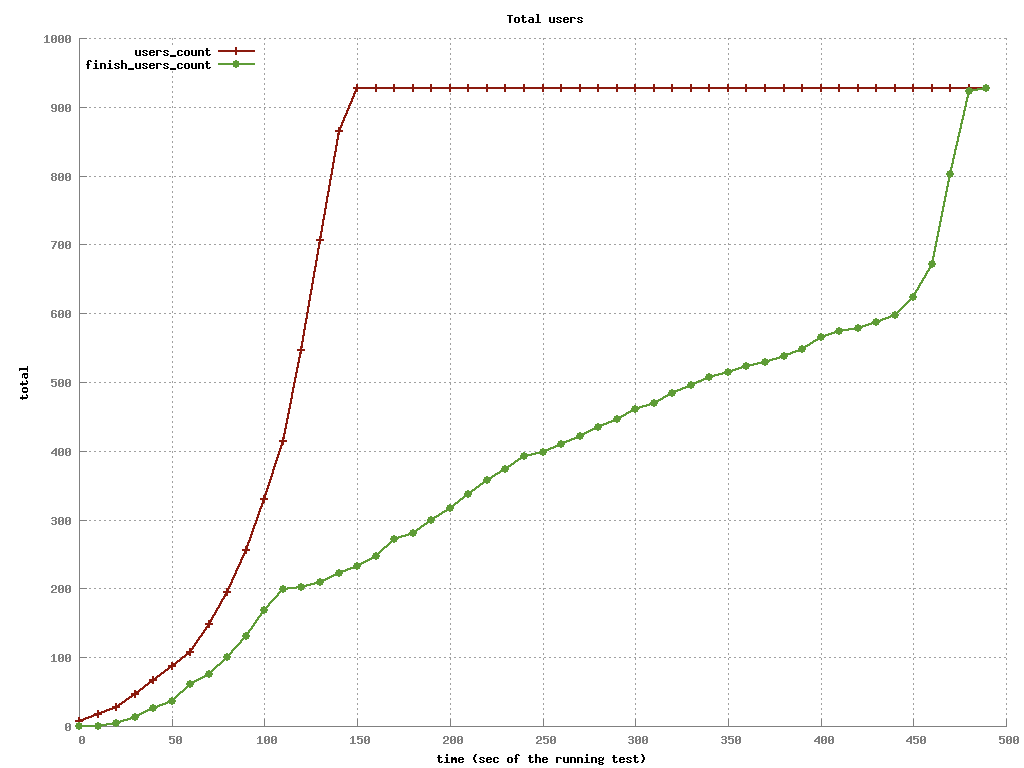 Total users
users_count
finish_users_count
1000
900
800
700
600
500
400
300
200
100
0
total
0 50 100 150 200 250 300 350 400 450 500
time (sec of the running test)